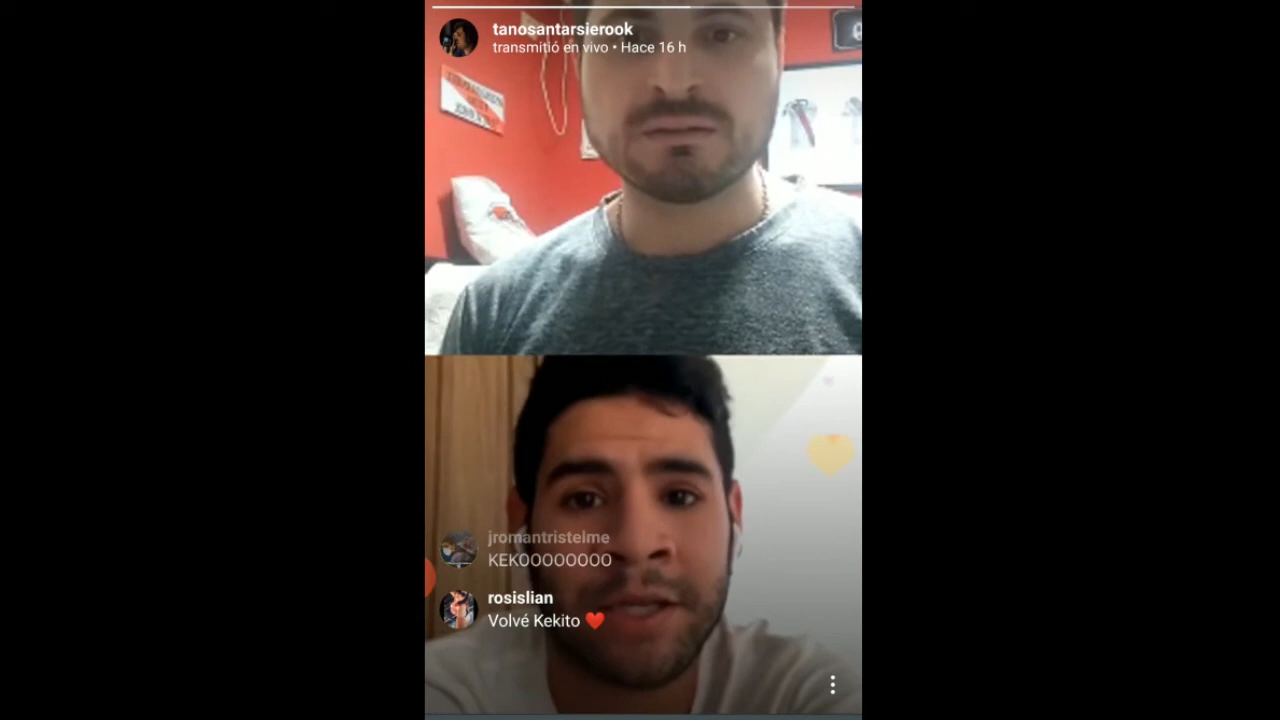 tanosantarsierook
transmitió en vivo • Hace 16 h
jromantristelme
KEKOOOOOOOO
rosislian
Volvé Kekito ❤️